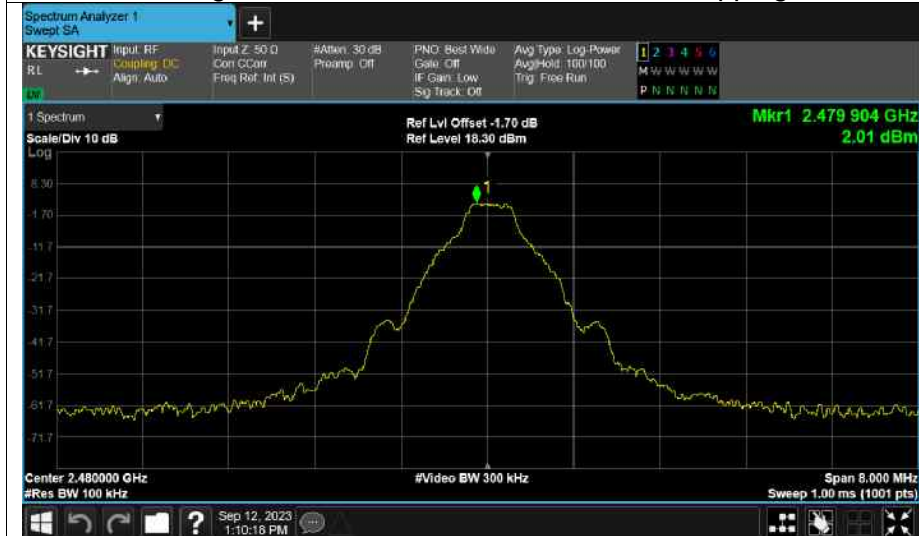 Spectrum Analyzer 1
Swept SA
+
KEYSIGHT Input: RF Input Z: 50 Ω #Atten: 30 dB PNO: Best Wide Avg Type: Log-Power 1 2 3 4 5 6
RL Coupling: DC Corr CCorr Preamp: Off Gate: Off Avg|Hold: 100/100 M W W W W W
Align: Auto Freq Ref: Int (S) IF Gain: Low Trig: Free Run
Sig Track: Off P N N N N N
1 Spectrum Ref Lvl Offset -1.70 dB Mkr1 2.479 904 GHz
Scale/Div 10 dB Ref Level 18.30 dBm 2.01 dBm
Log
8.30
1
-1.70
-11.7
-21.7
-31.7
-41.7
-51.7
-61.7
-71.7
Center 2.480000 GHz #Video BW 300 kHz Span 8.000 MHz
#Res BW 100 kHz Sweep 1.00 ms (1001 pts)
? Sep 12, 2023
1:10:18 PM